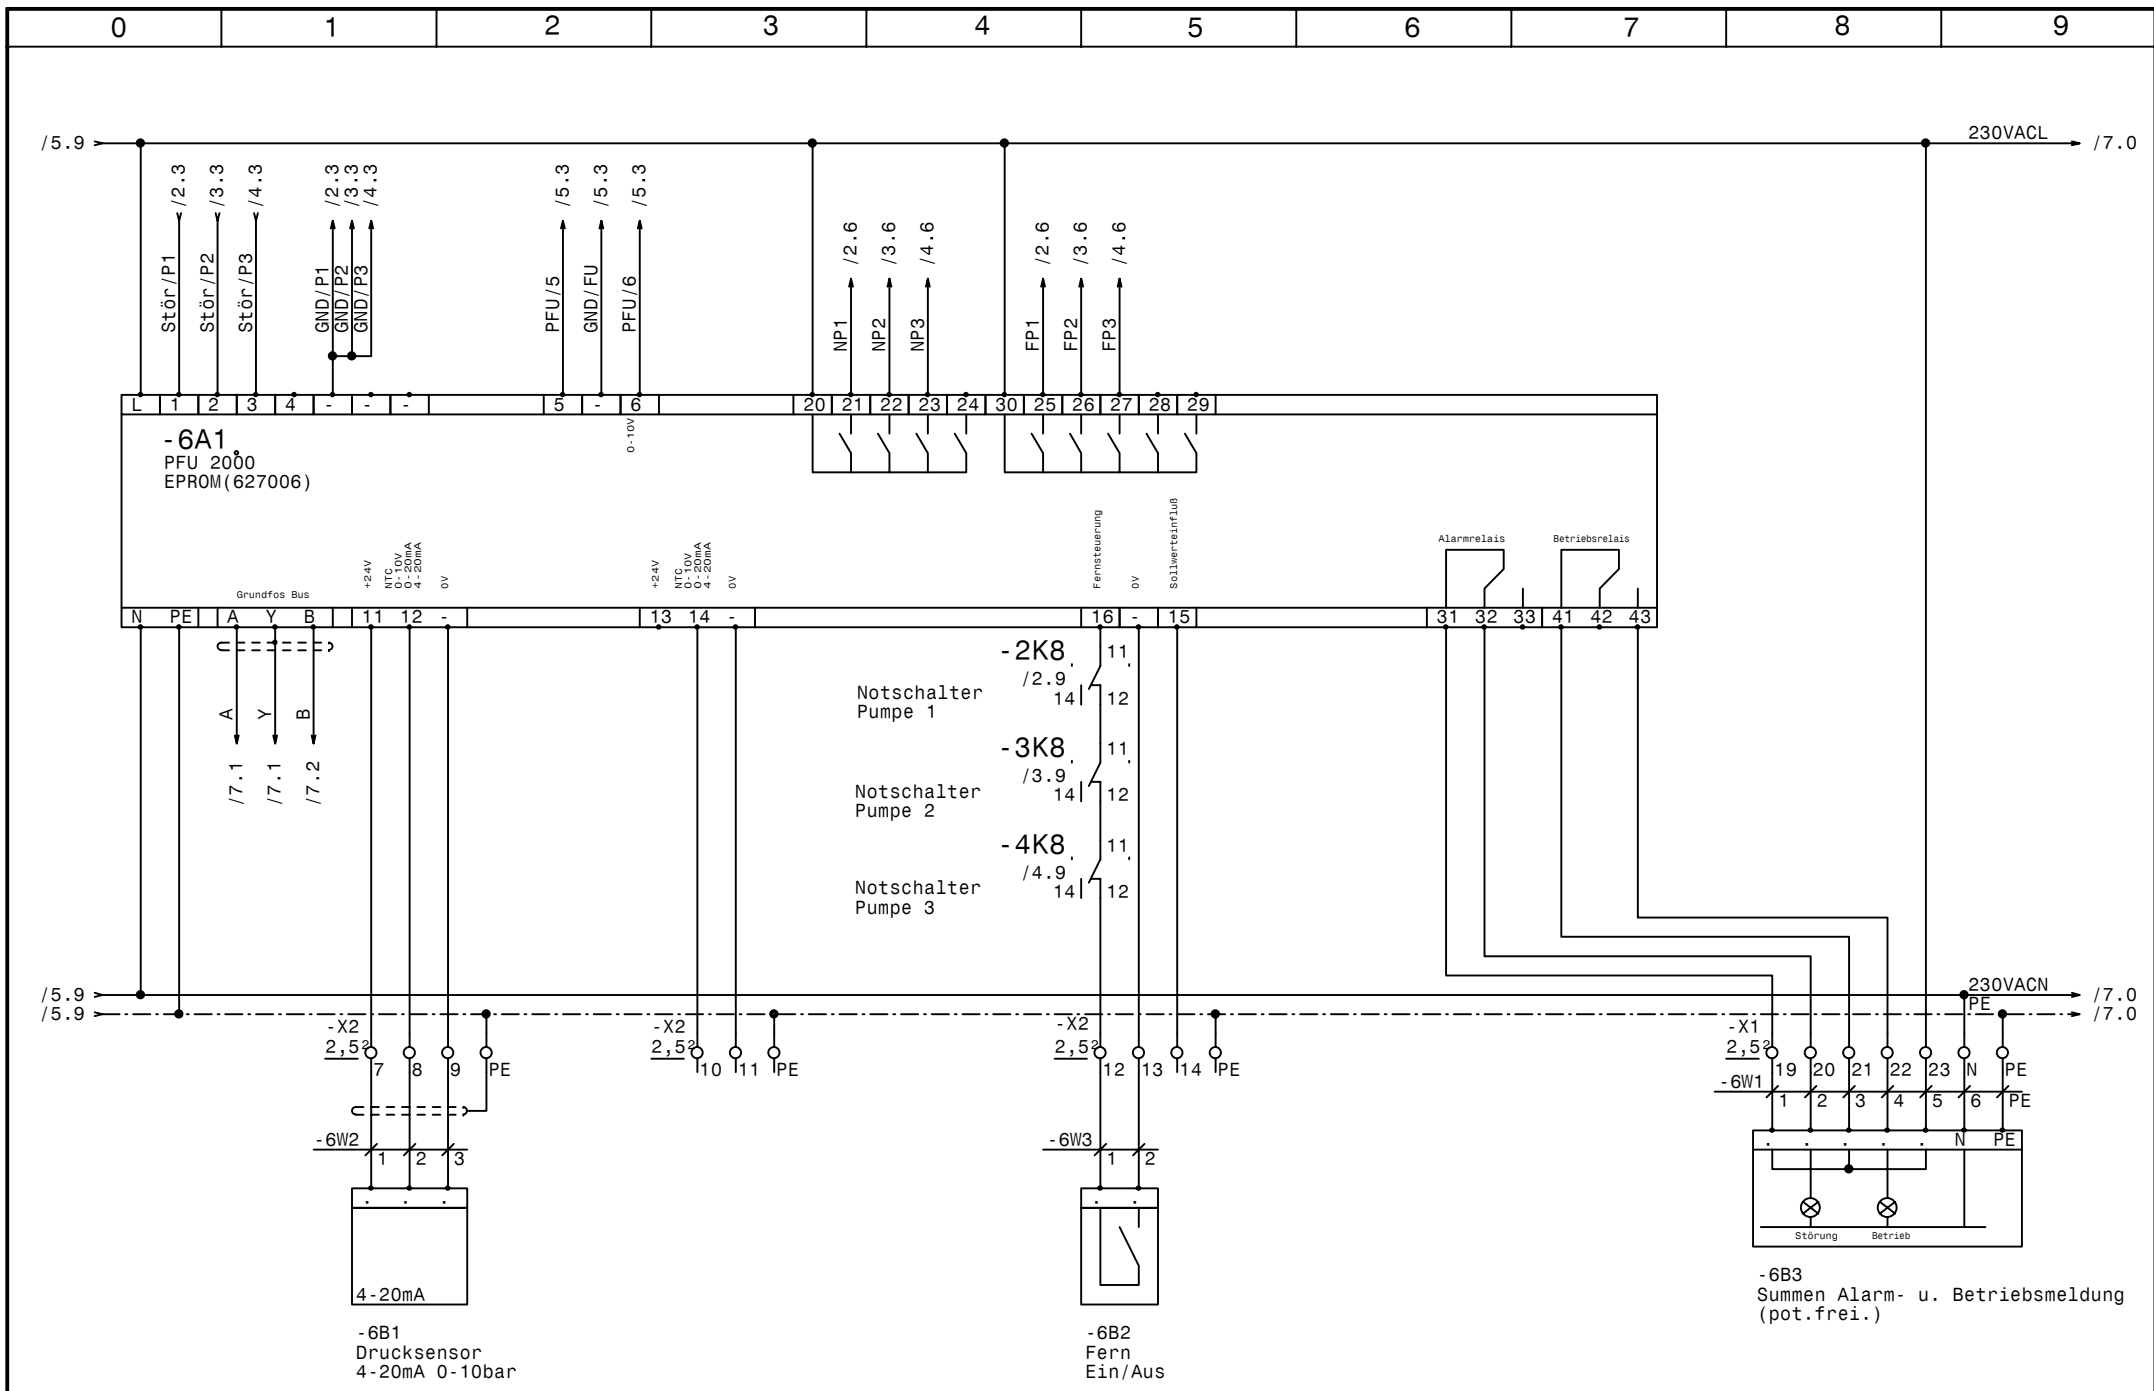 0 1 2 3 4 5 6 7 8 9
/5.9 230VACL /7.0
/2.3 /3.3 /4.3 /2.3 /3.3 /4.3 /5.3 /5.3 /5.3
/2.6 /3.6 /4.6 /2.6 /3.6 /4.6
Stör/P1 Stör/P2 Stör/P3 GND/P1 GND/P2 GND/P3 PFU/5 GND/FU PFU/6
NP1 NP2 NP3 FP1 FP2 FP3
L 1 2 3 4 - - - 5 - 6 20 21 22 23 24 30 25 26 27 28 29
-6A1
PFU 2000
EPROM(627006)
0-10V
+24V
NTC
0-10V
0-20mA
4-20mA
0V
+24V
NTC
0-10V
0-20mA
4-20mA
0V
Fernsteuerung
0V
Sollwerteinfluß
Alarmrelais Betriebsrelais
Grundfos Bus
N PE A Y B 11 12 - 13 14 - 16 - 15 31 32 33 41 42 43
A Y B
/7.1 /7.1 /7.2
-2K8 11
/2.9
14 12
Notschalter
Pumpe 1
-3K8 11
/3.9
14 12
Notschalter
Pumpe 2
-4K8 11
/4.9
14 12
Notschalter
Pumpe 3
/5.9 230VACN /7.0
/5.9 PE /7.0
-X2 -X2 -X2 -X1
2,5² 2,5² 2,5² 2,5²
7 8 9 PE 10 11 PE 12 13 14 PE 19 20 21 22 23 N PE
-6W1 1 2 3 4 5 6 PE
-6W2 1 2 3
-6W3 1 2
. . . . . N PE
. . .
. .
Störung Betrieb
4-20mA
-6B1
Drucksensor
4-20mA 0-10bar
-6B2
Fern
Ein/Aus
-6B3
Summen Alarm- u. Betriebsmeldung
(pot.frei.)